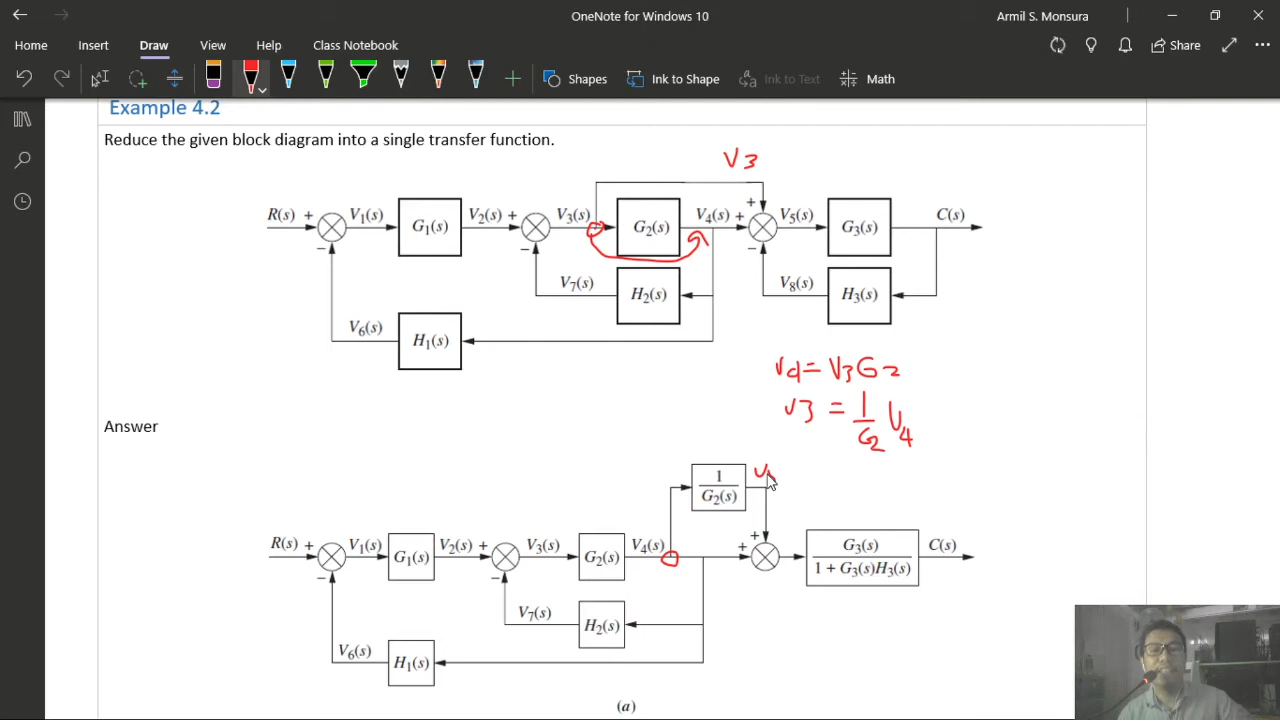 OneNote for Windows 10
Armil S. Monsura
Home Insert Draw View Help Class Notebook
Share
Shapes Ink to Shape Ink to Text Math
Example 4.2
Reduce the given block diagram into a single transfer function.
V3
R(s) + V1(s) G1(s) V2(s) + V3(s) G2(s) V4(s) + + V5(s) G3(s) C(s)
− − −
V7(s) H2(s) V8(s) H3(s)
V6(s) H1(s)
V4 = V3 G2
V3 = 1/G2 V4
Answer
1/G2(s)
R(s) + V1(s) G1(s) V2(s) + V3(s) G2(s) V4(s) + + G3(s)/1 + G3(s)H3(s) C(s)
− −
V7(s) H2(s)
V6(s) H1(s)
(a)